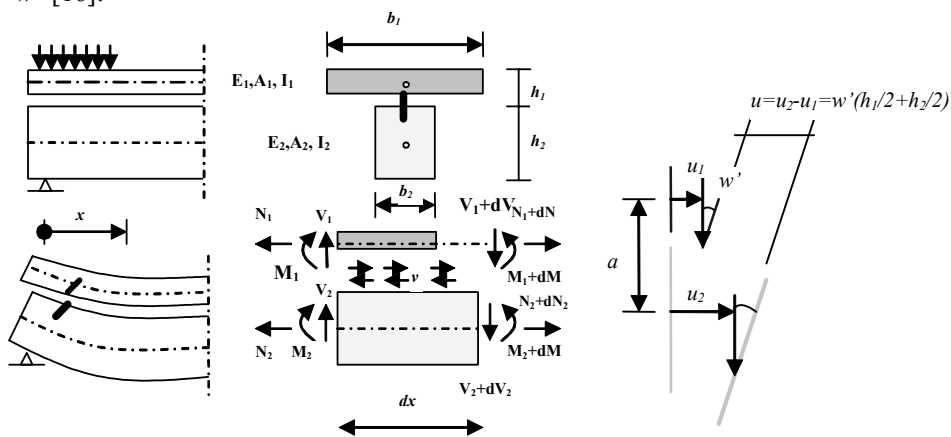 b1
E1,A1, I1
h1
u=u2-u1=w'(h1/2+h2/2)
E2,A2, I2
h2
u1
w'
b2
x
N1
V1
V1+dV
N1+dN
M1
v
M1+dM
a
V2
N2+dN2
u2
N2
M2
M2+dM
V2+dV2
dx